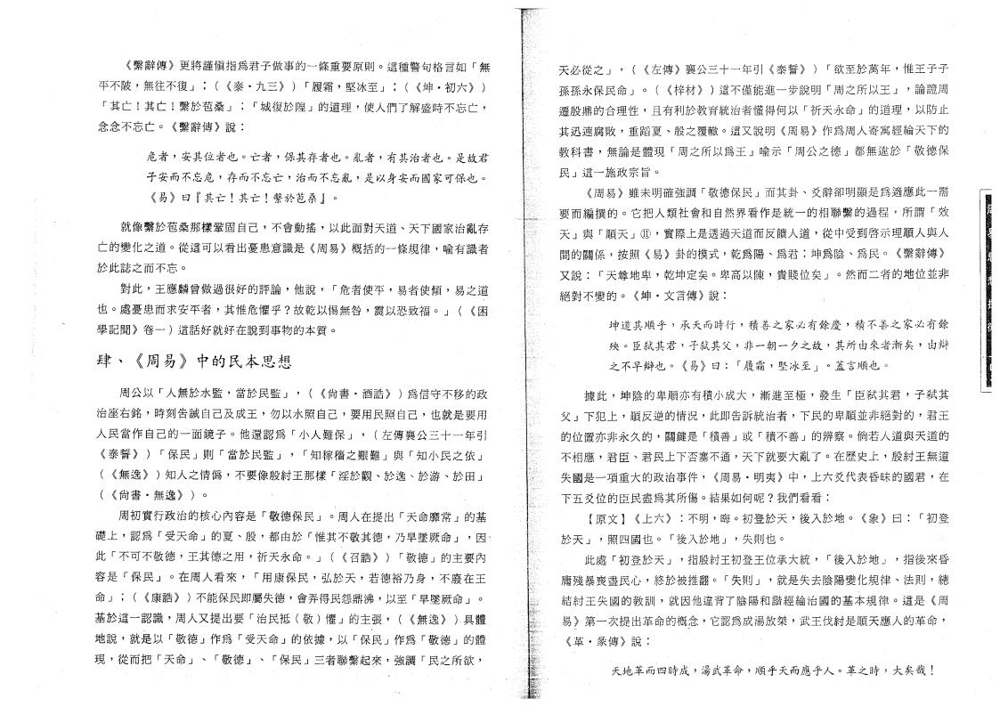 《繫辭傳》更將謹慎指爲君子做事的一條重要原則。這種警句格言如「無
平不陂，無往不復」；（《泰．九三》）「履霜，堅冰至」；（《坤．初六》）
「其亡！其亡！繫於苞桑」；「城復於隍」的道理，使人們了解盛時不忘亡，
念念不忘亡。《繫辭傳》說：
危者，安其位者也。亡者，保其存者也。亂者，有其治者也。是故君
子安而不忘危，存而不忘亡，治而不忘亂，是以身安而國家可保也。
《易》曰『其亡！其亡！繫於苞桑』。
就像繫於苞桑那樣鞏固自己，不會動搖，以此面對天道、天下國家治亂存
亡的變化之道。從這可以看出憂患意識是《周易》概括的一條規律，喻有識者
於此誌之而不忘。
對此，王應麟曾做過很好的評論，他說，「危者使平，易者使傾，易之道
也。處憂患而求安平者，其惟危懼乎？故乾以惕無咎，震以恐致福。」（《困
學記聞》卷一）這話好就好在說到事物的本質。
肆、《周易》中的民本思想
周公以「人無於水監，當於民監」，（《尙書．酒誥》）爲信守不移的政
治座右銘，時刻告誡自己及成王，勿以水照自己，要用民照自己，也就是要用
人民當作自己的一面鏡子。他還認爲「小人難保」，（左傳襄公三十一年引
《泰誓》）「保民」則「當於民監」，「知稼穡之艱難」與「知小民之依」
（《無逸》）知人之情僞，不要像殷紂王那樣「淫於觀、於逸、於游、於田」
（《尙書．無逸》）。
周初實行政治的核心內容是「敬德保民」。周人在提出「天命靡常」的基
礎上，認爲「受天命」的夏、殷，都由於「惟其不敬其德，乃早墜厥命」，因
此「不可不敬德，王其德之用，祈天永命。」（《召誥》）「敬德」的主要內
容是「保民」。在周人看來，「用康保民，弘於天，若德裕乃身，不廢在王
命」；（《康誥》）不能保民即屬失德，會弄得民怨鼎沸，以至「早墜厥命」。
基於這一認識，周人又提出要「治民祗（敬）懼」的主張，（《無逸》）具體
地說，就是以「敬德」作爲「受天命」的依據，以「保民」作爲「敬德」的體
現，從而把「天命」、「敬德」、「保民」三者聯繫起來，強調「民之所欲，
天必從之」，（《左傳》襄公三十一年引《泰誓》）「欲至於萬年，惟王子子
孫孫永保民命」。（《梓材》）這不僅能進一步說明「周之所以王」，論證周
遷殷鼎的合理性，且有利於教育統治者懂得何以「祈天永命」的道理，以防止
其迅速腐敗，重蹈夏、殷之覆轍。這又說明《周易》作爲周人寄寓經綸天下的
教科書，無論是體現「周之所以爲王」喻示「周公之德」都無違於「敬德保
民」這一施政宗旨。
《周易》雖未明確強調「敬德保民」而其卦、爻辭卻明顯是爲適應此一需
要而編撰的。它把人類社會和自然界看作是統一的相聯繫的過程，所謂「效
天」與「順天」⑪，實際上是透過天道而反饋人道，從中受到啓示理順人與人
間的關係，按照《易》卦的模式，乾爲陽、爲君；坤爲陰、爲民。《繫辭傳》
又說：「天尊地卑，乾坤定矣。卑高以陳，貴賤位矣」。然而二者的地位並非
絕對不變的。《坤．文言傳》說：
坤道其順乎，承天而時行，積善之家必有餘慶，積不善之家必有餘
殃。臣弒其君，子弒其父，非一朝一夕之故，其所由來者漸矣，由辯
之不早辯也。《易》曰：「履霜，堅冰至」。蓋言順也。
據此，坤陰的卑順亦有積小成大，漸進至極，發生「臣弒其君，子弒其
父」下犯上，順反逆的情況，此即告訴統治者，下民的卑順並非絕對的，君王
的位置亦非永久的，關鍵是「積善」或「積不善」的辨察。倘若人道與天道的
不相應，君臣、君民上下否塞不通，天下就要大亂了。在歷史上，殷紂王無道
失國是一項重大的政治事件，《周易．明夷》中，上六爻代表昏昧的國君，在
下五爻位的臣民盡爲其所傷。結果如何呢？我們看看：
【原文】《上六》：不明，晦。初登於天，後入於地。《象》曰：「初登
於天」，照四國也。「後入於地」，失則也。
此處「初登於天」，指殷紂王初登王位承大統，「後入於地」，指後來昏
庸殘暴喪盡民心，終於被推翻。「失則」，就是失去陰陽變化規律、法則，總
結紂王失國的教訓，就因他違背了陰陽和諧經綸治國的基本規律。這是《周
易》第一次提出革命的概念，它認爲成湯放桀，武王伐紂是順天應人的革命，
《革．彖傳》說：
天地革而四時成，湯武革命，順乎天而應乎人。革之時，大矣哉！